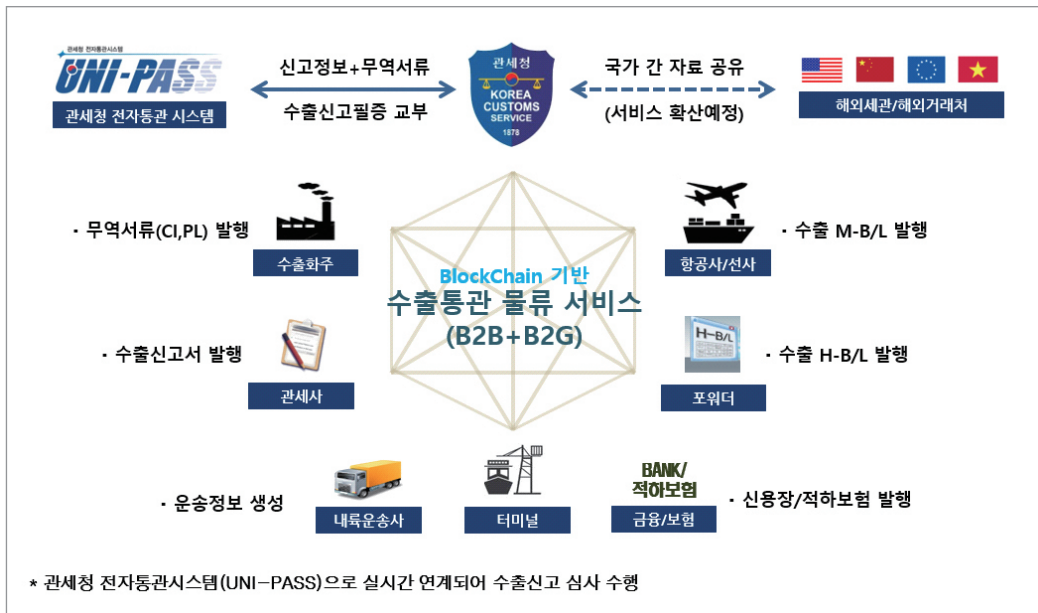 관세청 전자통관시스템
UNI-PASS
관세청 전자통관 시스템
신고정보+무역서류
수출신고필증 교부
관세청
KOREA
CUSTOMS
SERVICE
1878
국가 간 자료 공유
(서비스 확산예정)
해외세관/해외거래처
· 무역서류(CI,PL) 발행
수출화주
항공사/선사
· 수출 M-B/L 발행
BlockChain 기반
수출통관 물류 서비스
(B2B+B2G)
· 수출신고서 발행
관세사
H-B/L
포워더
· 수출 H-B/L 발행
· 운송정보 생성
내륙운송사
터미널
BANK/
적하보험
금융/보험
· 신용장/적하보험 발행
* 관세청 전자통관시스템(UNI-PASS)으로 실시간 연계되어 수출신고 심사 수행